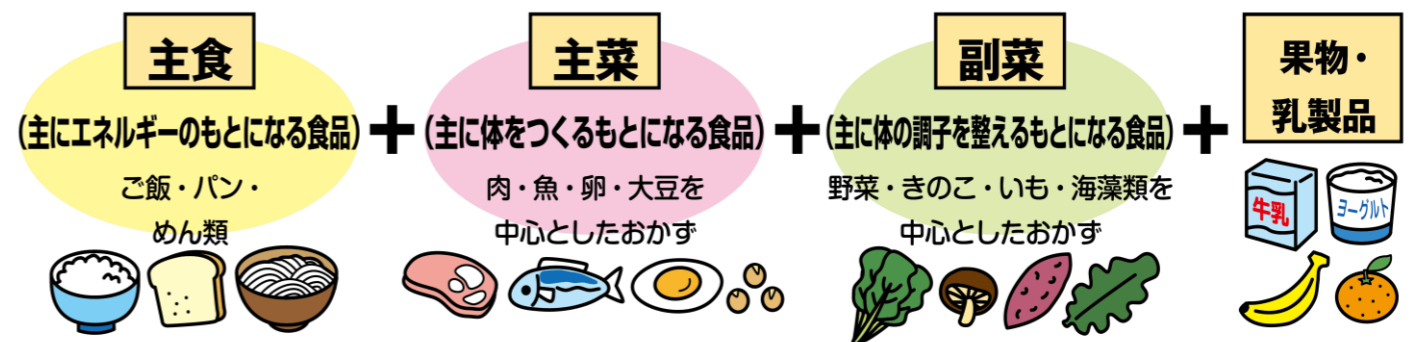 主食
(主にエネルギーのもとになる食品)
ご飯・パン・
めん類
+
主菜
(主に体をつくるもとになる食品)
肉・魚・卵・大豆を
中心としたおかず
+
副菜
(主に体の調子を整えるもとになる食品)
野菜・きのこ・いも・海藻類を
中心としたおかず
+
果物・
乳製品
牛乳
ヨーグルト